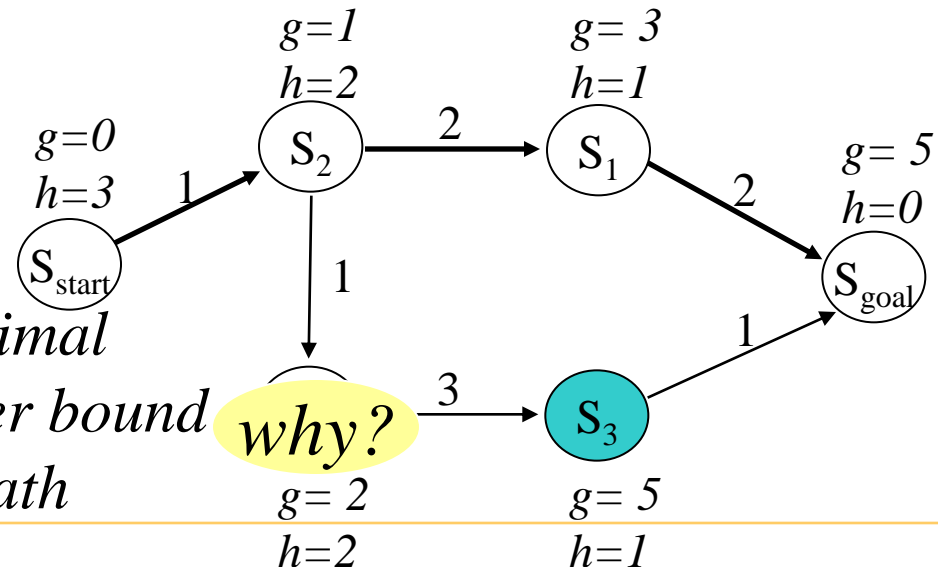 g=1
h=2
g= 3
h=1
g=0
h=3
g= 5
h=0
1
S2
2
S1
2
Sstart
1
Sgoal
1
imal
er bound
ath
why?
3
S3
g= 2
h=2
g= 5
h=1